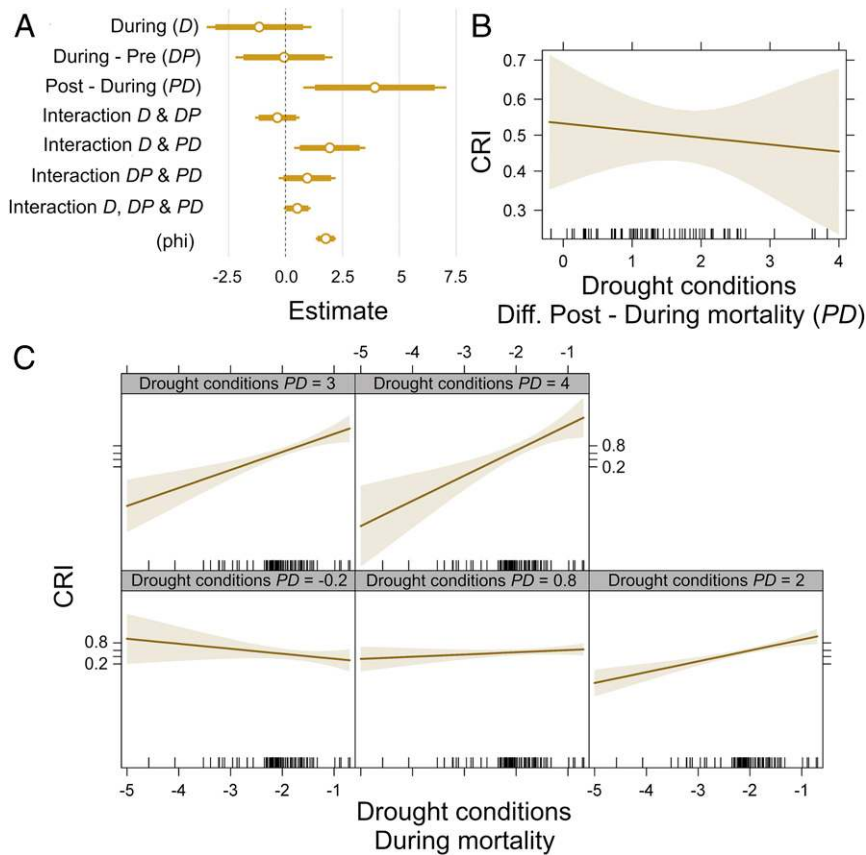 A
During (D)
During - Pre (DP)
Post - During (PD)
Interaction D & DP
Interaction D & PD
Interaction DP & PD
Interaction D, DP & PD
(phi)
-2.5 0.0 2.5 5 7.5
Estimate
B
0.7
0.6
0.5
0.4
0.3
CRI
0 1 2 3 4
Drought conditions
Diff. Post - During mortality (PD)
C
-5 -4 -3 -2 -1
Drought conditions PD = 3
Drought conditions PD = 4
0.8
0.2
CRI
Drought conditions PD = -0.2
Drought conditions PD = 0.8
Drought conditions PD = 2
0.8
0.2
-5 -4 -3 -2 -1
-5 -4 -3 -2 -1
Drought conditions
During mortality